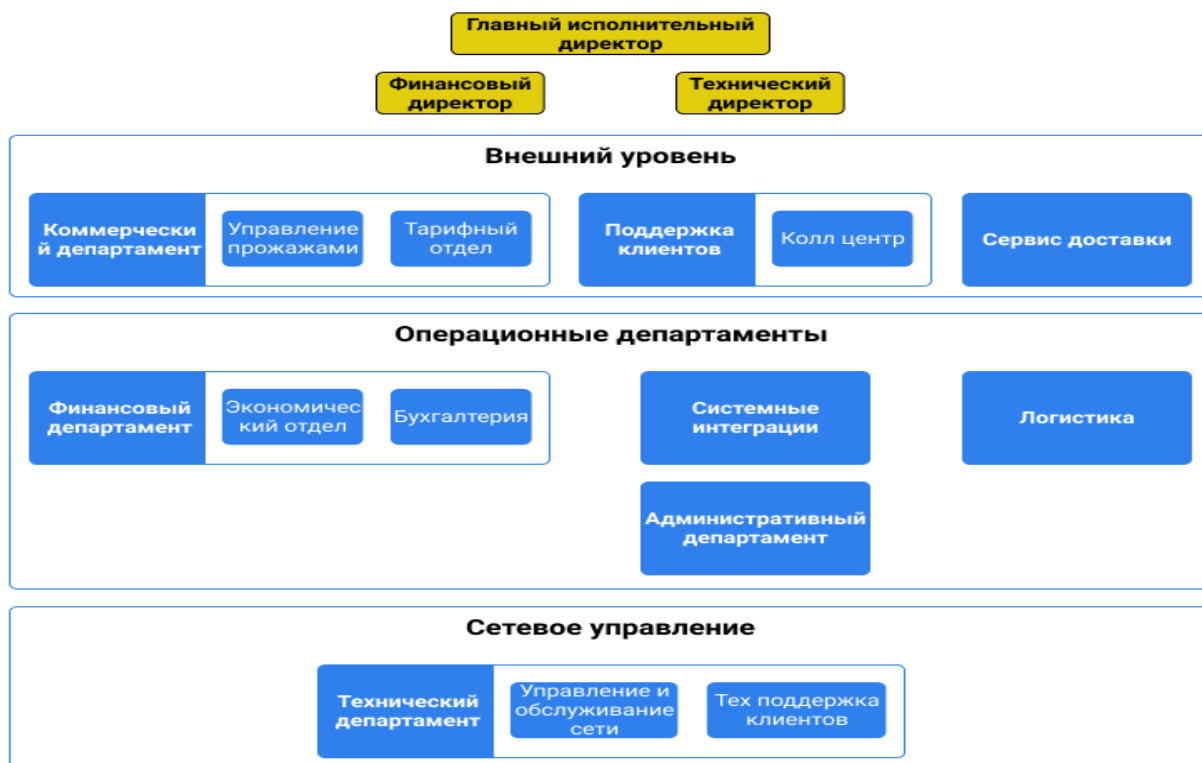 Главный исполнительный
директор
Финансовый
директор
Технический
директор
Внешний уровень
Коммерчески
й департамент
Управление
прожажами
Тарифный
отдел
Поддержка
клиентов
Колл центр
Сервис доставки
Операционные департаменты
Финансовый
департамент
Экономичес
кий отдел
Бухгалтерия
Системные
интеграции
Логистика
Административный
департамент
Сетевое управление
Технический
департамент
Управление и
обслуживание
сети
Тех поддержка
клиентов